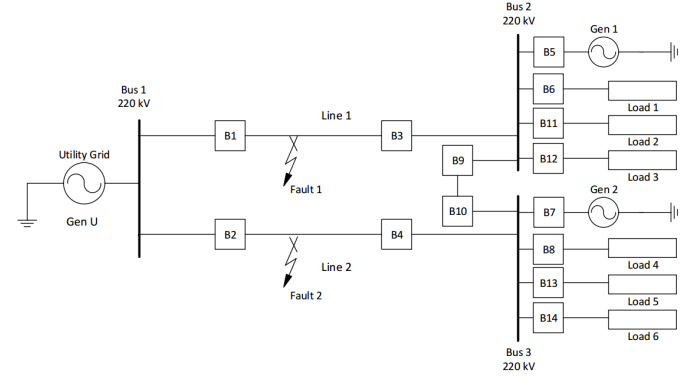 Bus 2
220 kV
Gen 1
B5
Bus 1
220 kV
B6
Load 1
Line 1
B11
B1
B3
Load 2
Utility Grid
B9
B12
Load 3
Fault 1
Gen 2
Gen U
B10
B7
B2
B4
B8
Load 4
Line 2
B13
Fault 2
Load 5
B14
Load 6
Bus 3
220 kV